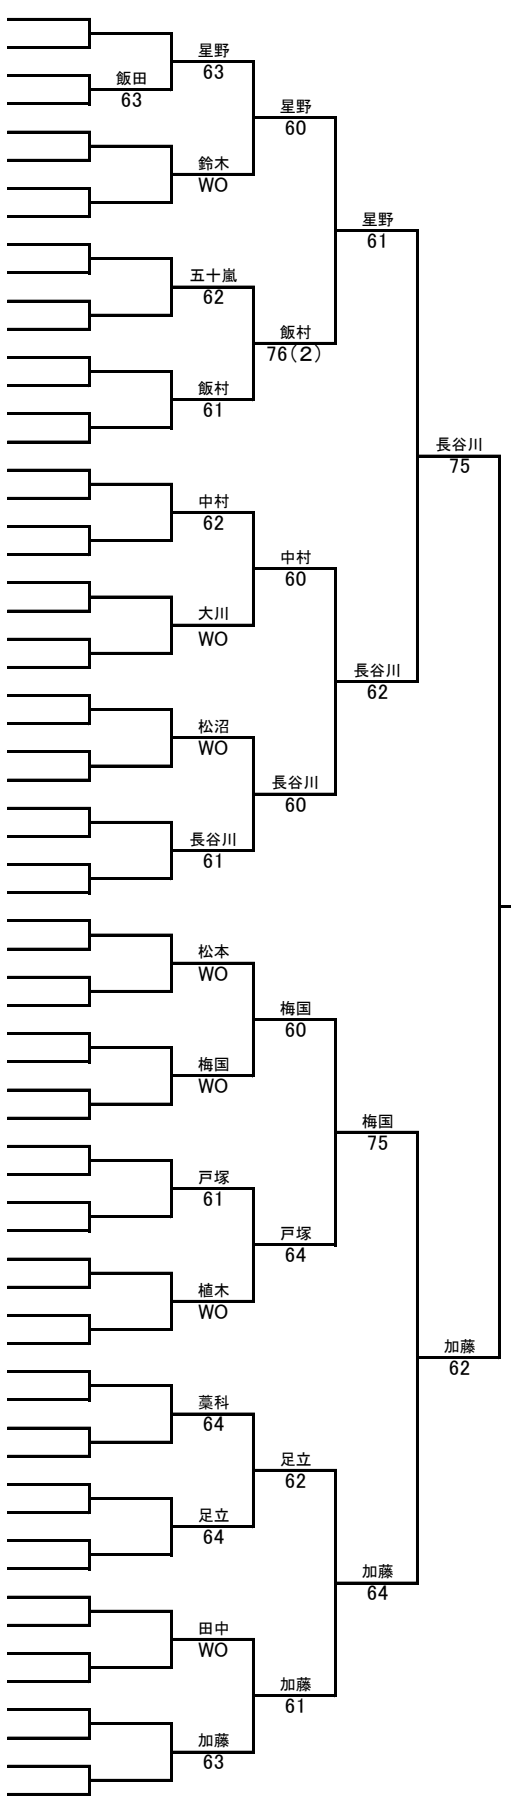 星野
63
飯田
63
星野
60
鈴木
WO
星野
61
五十嵐
62
飯村
76(2)
飯村
61
長谷川
75
中村
62
中村
60
大川
WO
長谷川
62
松沼
WO
長谷川
60
長谷川
61
松本
WO
梅国
60
梅国
WO
梅国
75
戸塚
61
戸塚
64
植木
WO
加藤
62
藁科
64
足立
62
足立
64
加藤
64
田中
WO
加藤
61
加藤
63